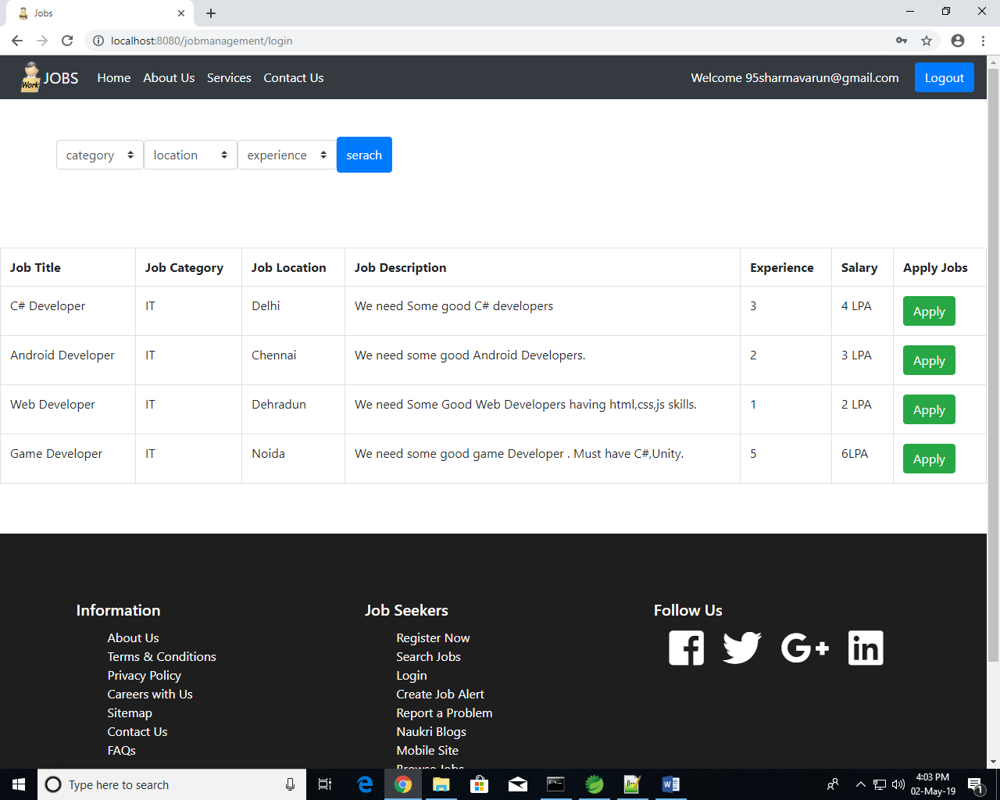 Jobs
localhost:8080/jobmanagement/login
Work JOBS Home About Us Services Contact Us Welcome 95sharmavarun@gmail.com Logout
category location experience serach
Job Title Job Category Job Location Job Description Experience Salary Apply Jobs
C# Developer IT Delhi We need Some good C# developers 3 4 LPA Apply
Android Developer IT Chennai We need some good Android Developers. 2 3 LPA Apply
Web Developer IT Dehradun We need Some Good Web Developers having html,css,js skills. 1 2 LPA Apply
Game Developer IT Noida We need some good game Developer . Must have C#,Unity. 5 6LPA Apply
Information
About Us
Terms & Conditions
Privacy Policy
Careers with Us
Sitemap
Contact Us
FAQs
Job Seekers
Register Now
Search Jobs
Login
Create Job Alert
Report a Problem
Naukri Blogs
Mobile Site
Browse Jobs
Follow Us
Type here to search
4:03 PM
02-May-19
1